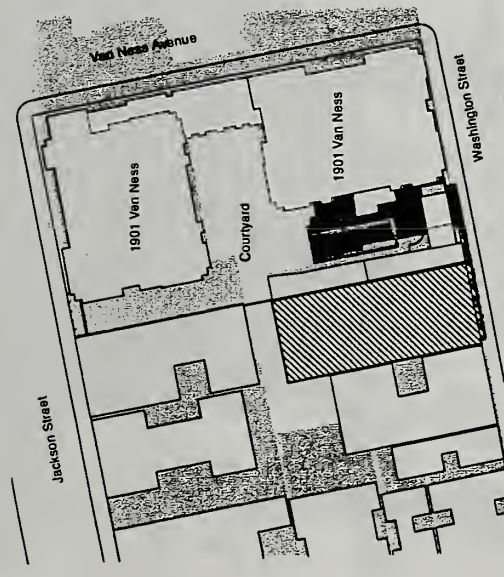 Van Ness Avenue
Washington Street
1901 Van Ness
1901 Van Ness
Courtyard
Jackson Street